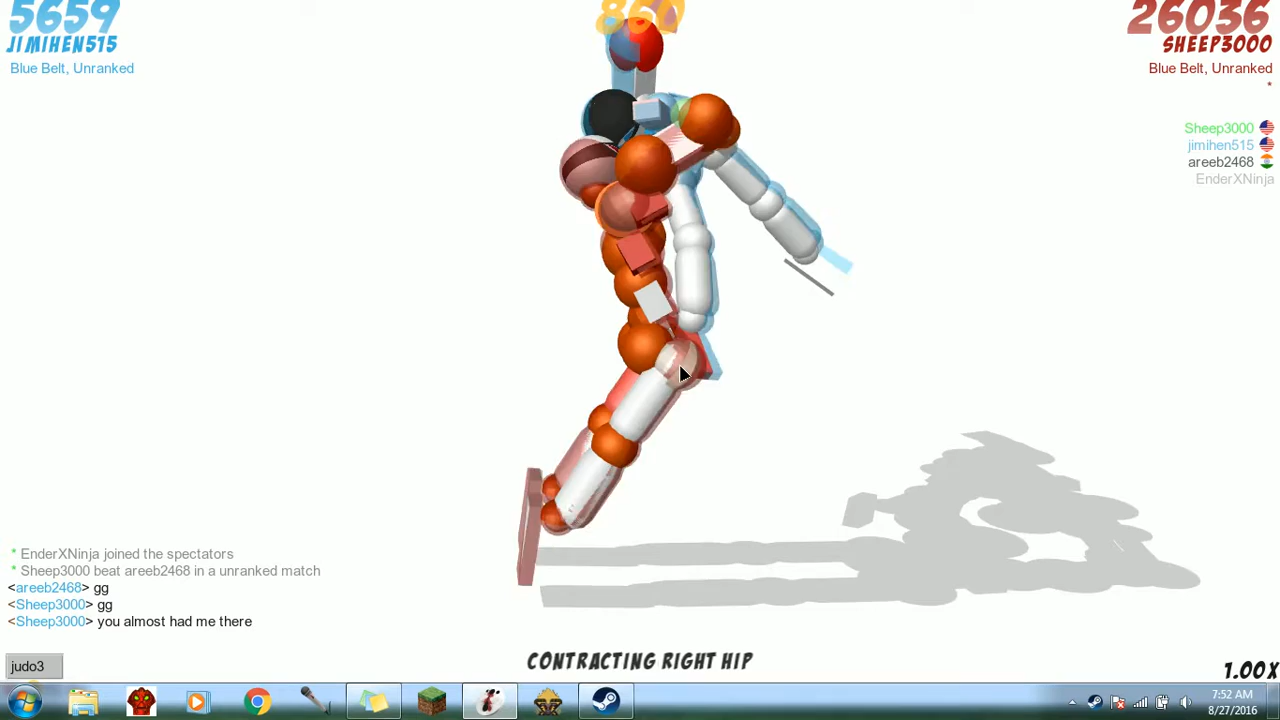 5659
JIMIHEN515
Blue Belt, Unranked
860
26036
SHEEP3000
Blue Belt, Unranked
*
Sheep3000
jimihen515
areeb2468
EnderXNinja
* EnderXNinja joined the spectators
* Sheep3000 beat areeb2468 in a unranked match
<areeb2468> gg
<Sheep3000> gg
<Sheep3000> you almost had me there
judo3
CONTRACTING RIGHT HIP
1.00X
7:52 AM
8/27/2016